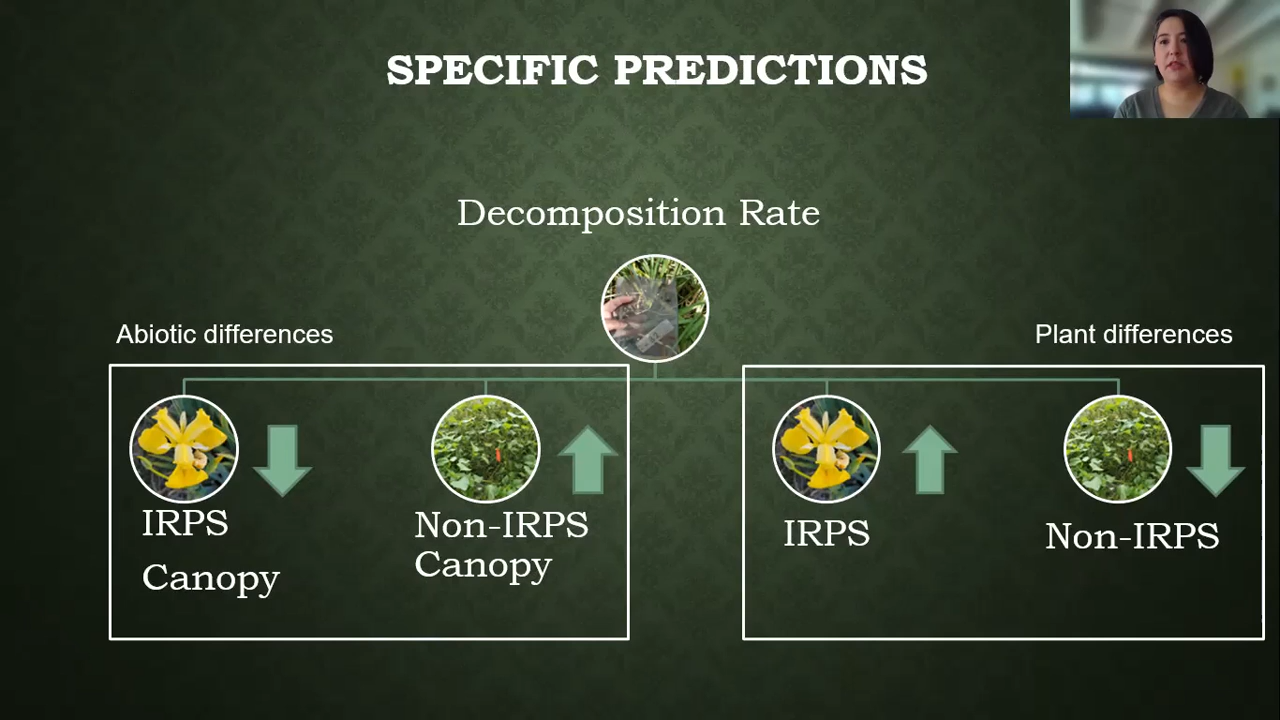 SPECIFIC PREDICTIONS
Decomposition Rate
Abiotic differences
Plant differences
IRPS
Canopy
Non-IRPS
Canopy
IRPS
Non-IRPS